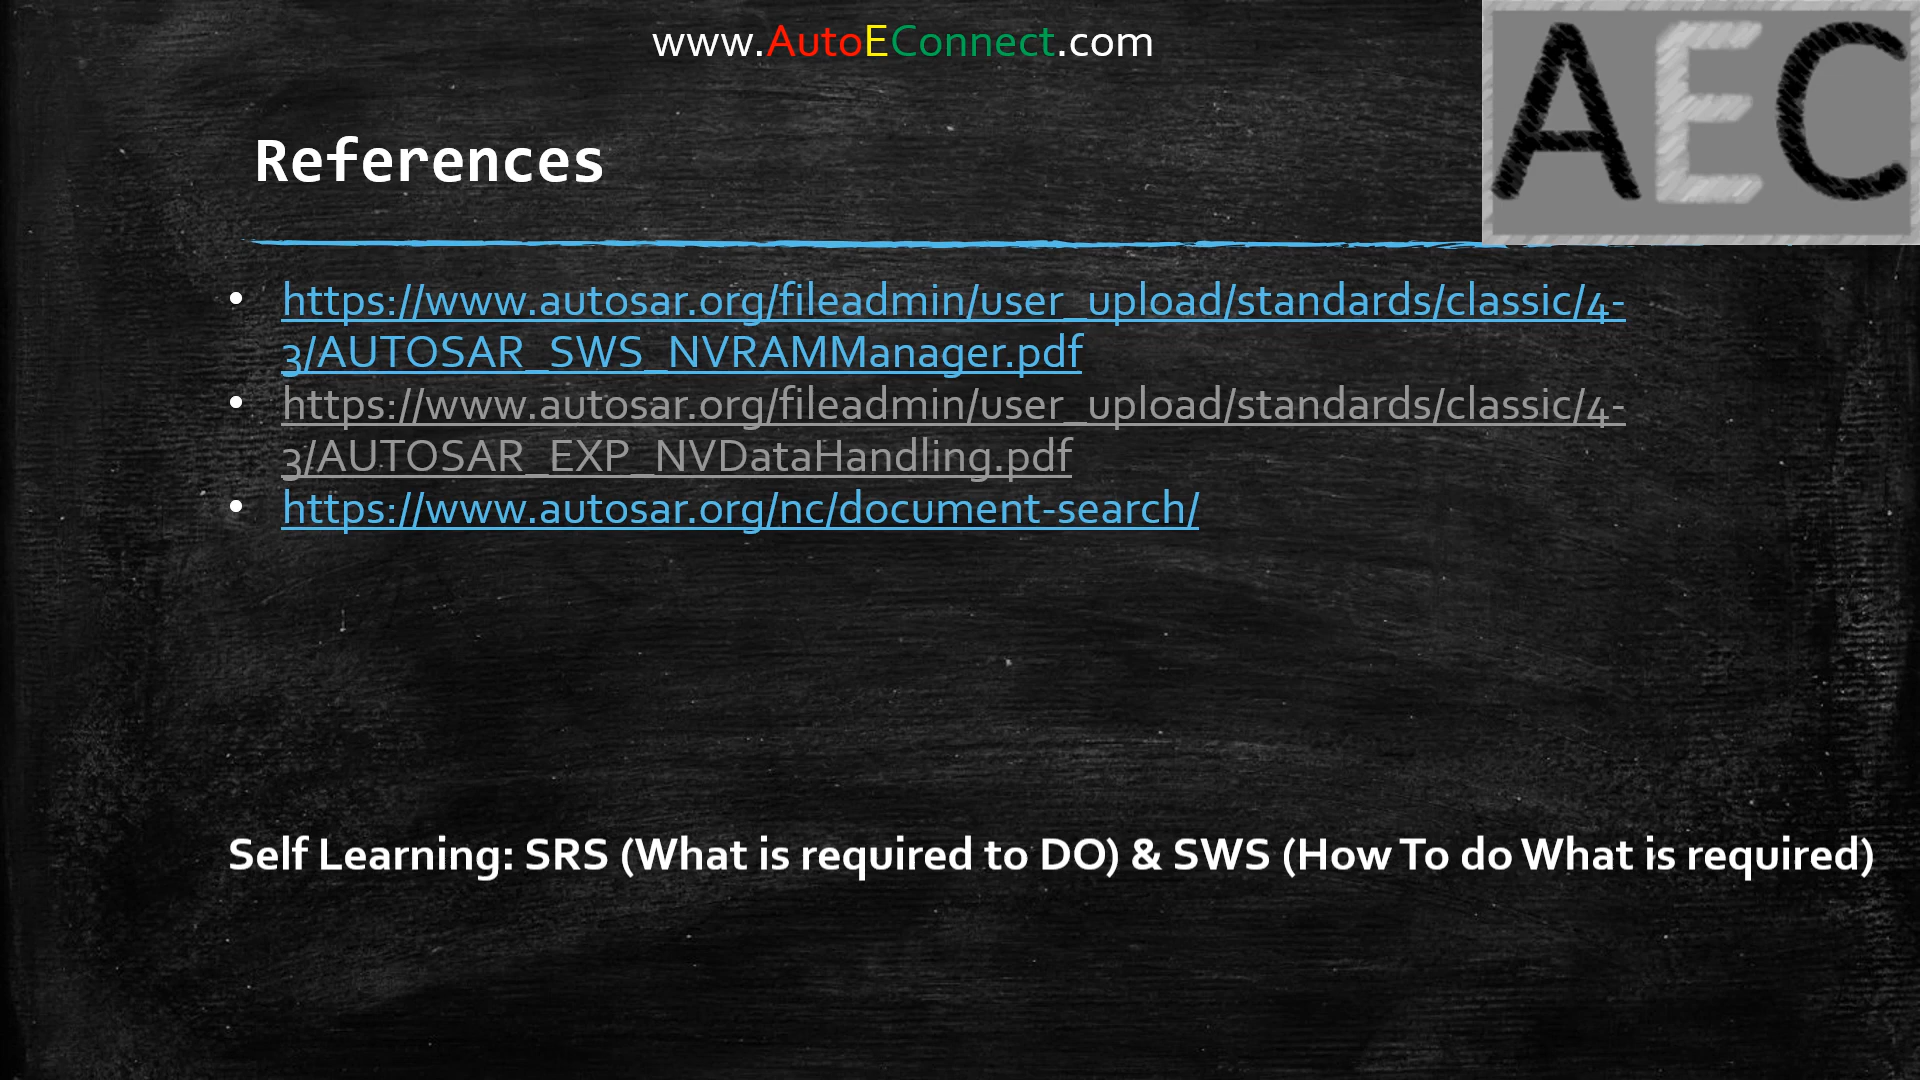 www.AutoEConnect.com
AEC
References
• https://www.autosar.org/fileadmin/user_upload/standards/classic/4-
3/AUTOSAR_SWS_NVRAMManager.pdf
• https://www.autosar.org/fileadmin/user_upload/standards/classic/4-
3/AUTOSAR_EXP_NVDataHandling.pdf
• https://www.autosar.org/nc/document-search/
Self Learning: SRS (What is required to DO) & SWS (How To do What is required)